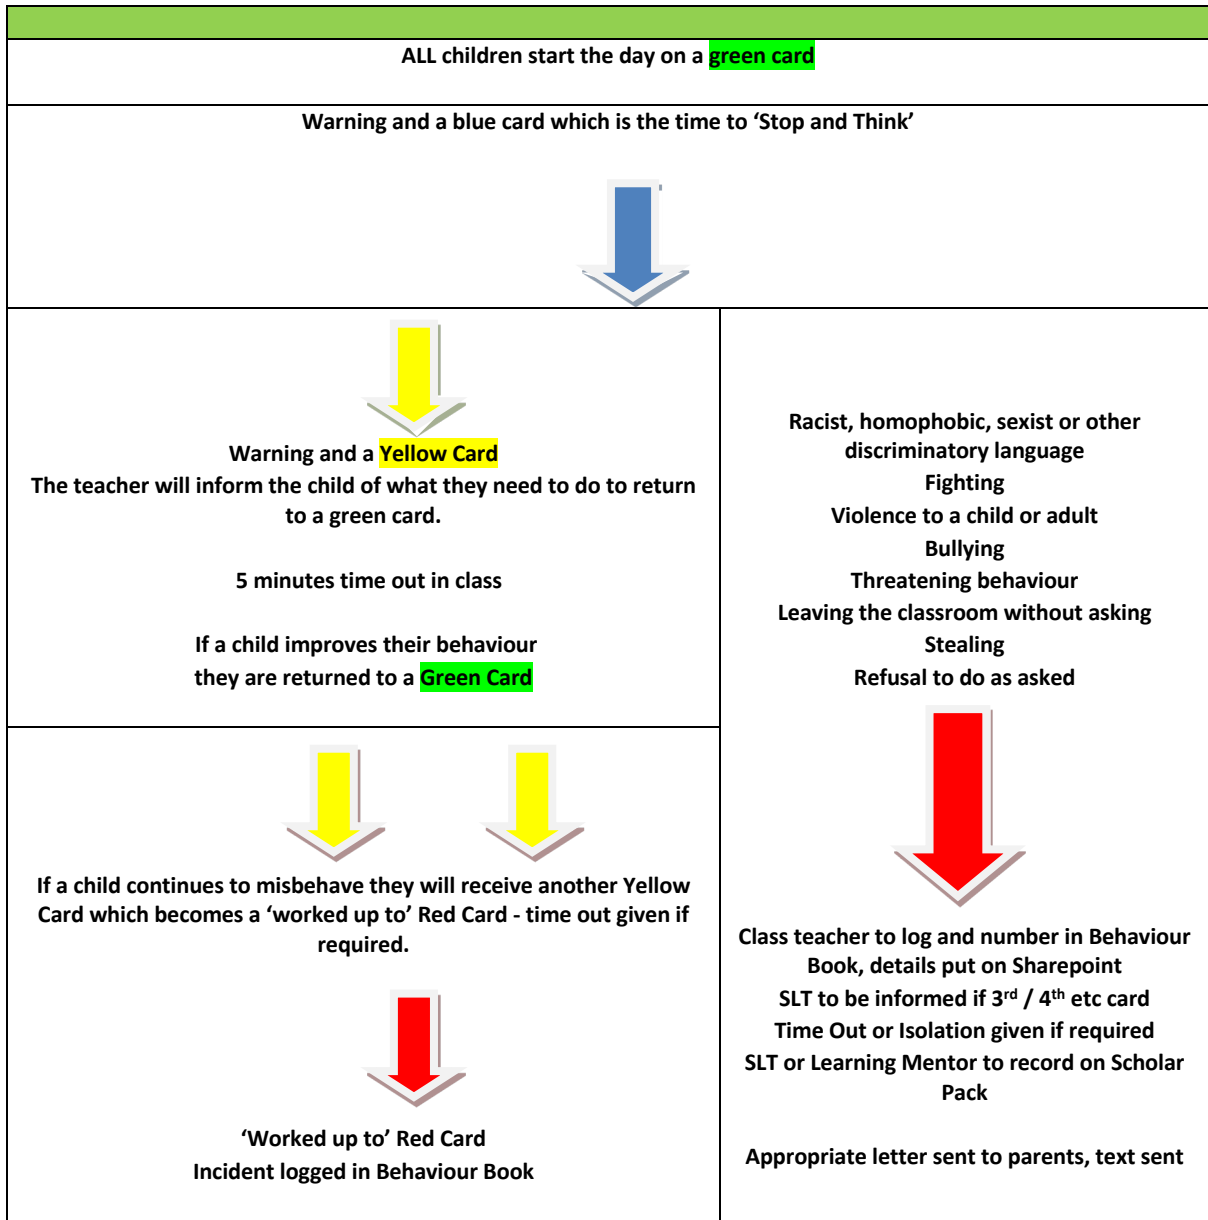 ALL children start the day on a green card
Warning and a blue card which is the time to ‘Stop and Think’
Warning and a Yellow Card
The teacher will inform the child of what they need to do to return
to a green card.
5 minutes time out in class
If a child improves their behaviour
they are returned to a Green Card
If a child continues to misbehave they will receive another Yellow
Card which becomes a ‘worked up to’ Red Card - time out given if
required.
‘Worked up to’ Red Card
Incident logged in Behaviour Book
Racist, homophobic, sexist or other
discriminatory language
Fighting
Violence to a child or adult
Bullying
Threatening behaviour
Leaving the classroom without asking
Stealing
Refusal to do as asked
Class teacher to log and number in Behaviour
Book, details put on Sharepoint
SLT to be informed if 3rd / 4th etc card
Time Out or Isolation given if required
SLT or Learning Mentor to record on Scholar
Pack
Appropriate letter sent to parents, text sent